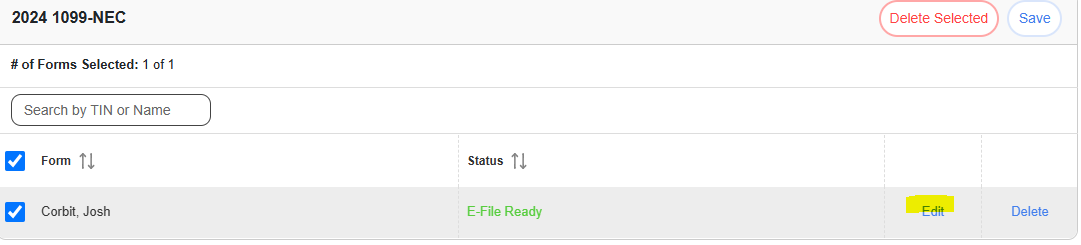 2024 1099-NEC
Delete Selected
Save
# of Forms Selected: 1 of 1
Search by TIN or Name
Form
Status
Corbit, Josh
E-File Ready
Edit
Delete